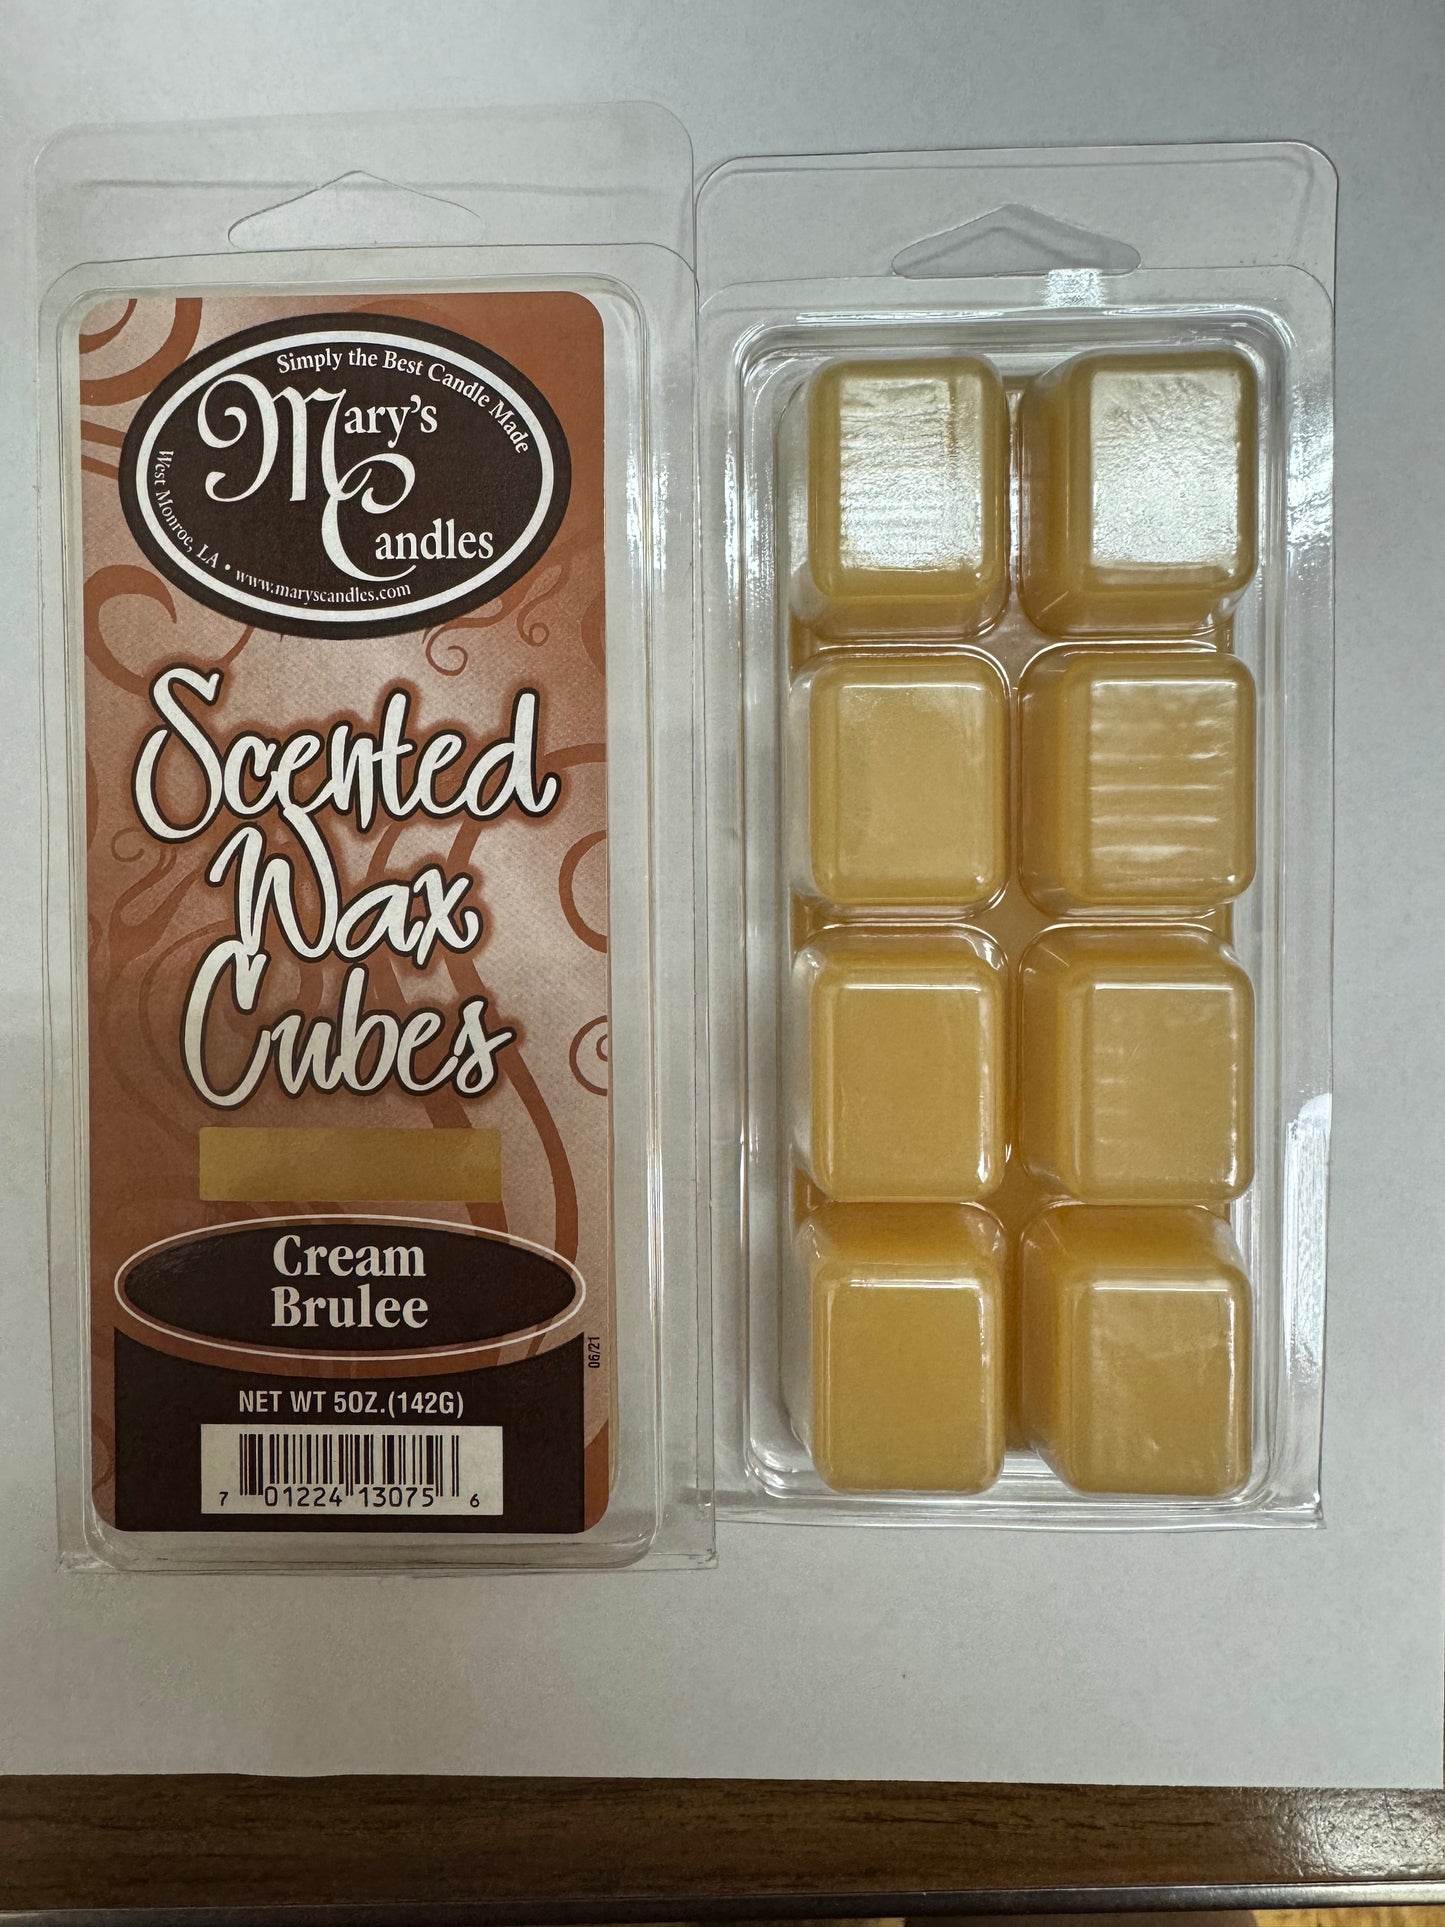 Simply the Best Candle Made
Mary's
Candles
West Monroe, LA • www.maryscandles.com
Scented
Wax
Cubes
Cream
Brulee
06/21
NET WT 5OZ.(142G)
7 01224 13075 6